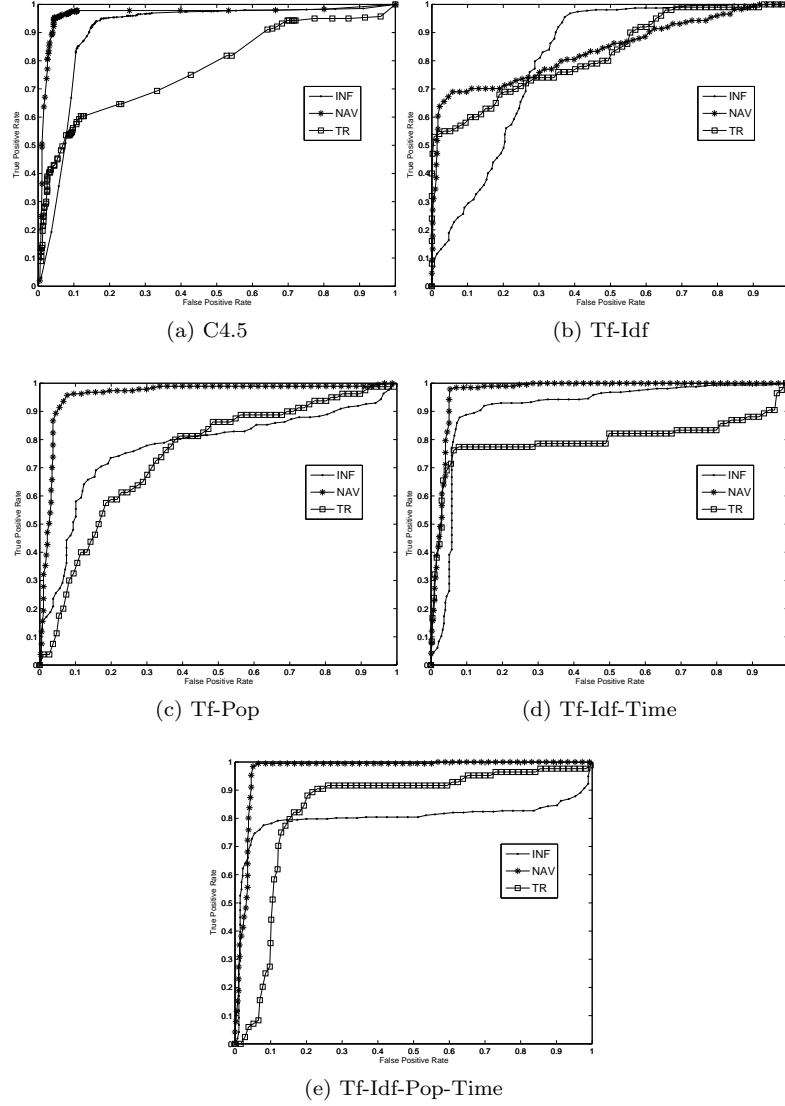 1
0.9
0.8
0.7
0.6
0.5
0.4
0.3
0.2
0.1
0
True Positive Rate
INF
NAV
TR
0 0.1 0.2 0.3 0.4 0.5 0.6 0.7 0.8 0.9 1
False Positive Rate
(a) C4.5
1
0.9
0.8
0.7
0.6
0.5
0.4
0.3
0.2
0.1
0
True Positive Rate
INF
NAV
TR
0 0.1 0.2 0.3 0.4 0.5 0.6 0.7 0.8 0.9
False Positive Rate
(b) Tf-Idf
1
0.9
0.8
0.7
0.6
0.5
0.4
0.3
0.2
0.1
0
True Positive Rate
INF
NAV
TR
0 0.1 0.2 0.3 0.4 0.5 0.6 0.7 0.8 0.9 1
False Positive Rate
(c) Tf-Pop
1
0.9
0.8
0.7
0.6
0.5
0.4
0.3
0.2
0.1
0
True Positive Rate
INF
NAV
TR
0 0.1 0.2 0.3 0.4 0.5 0.6 0.7 0.8 0.9
False Positive Rate
(d) Tf-Idf-Time
1
0.9
0.8
0.7
0.6
0.5
0.4
0.3
0.2
0.1
0
True Positive Rate
INF
NAV
TR
0 0.1 0.2 0.3 0.4 0.5 0.6 0.7 0.8 0.9 1
False Positive Rate
(e) Tf-Idf-Pop-Time